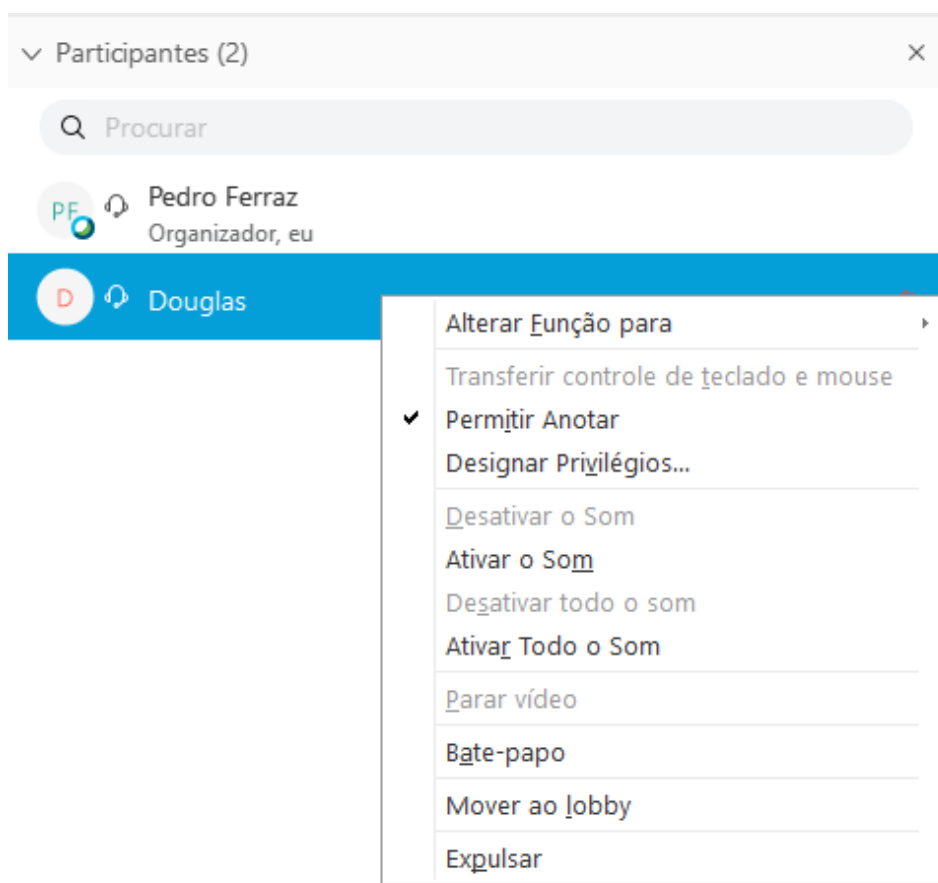 Participantes (2)
Procurar
PF
Pedro Ferraz
Organizador, eu
D
Douglas
Alterar Função para
Transferir controle de teclado e mouse
Permitir Anotar
Designar Privilégios...
Desativar o Som
Ativar o Som
Desativar todo o som
Ativar Todo o Som
Parar vídeo
Bate-papo
Mover ao lobby
Expulsar